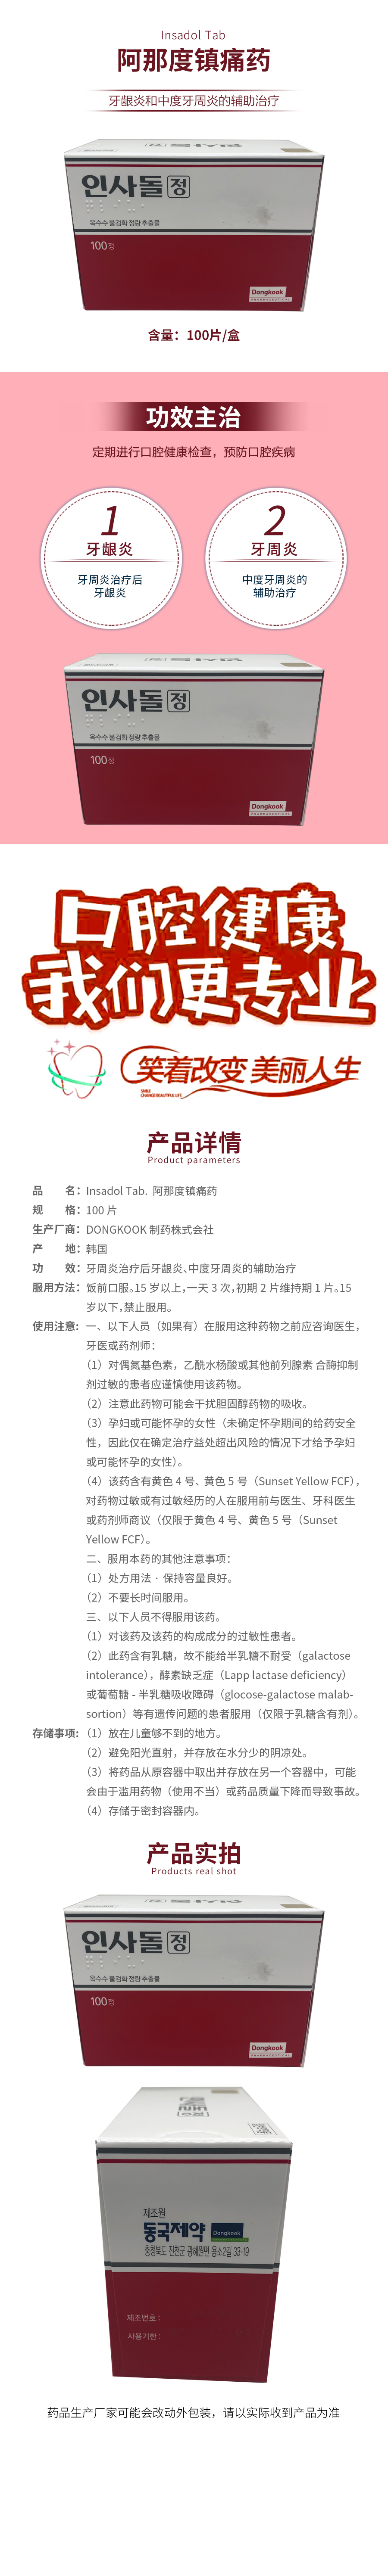 Insadol Tab
阿那度镇痛药
牙龈炎和中度牙周炎的辅助治疗
인사돌 정
옥수수불검화정량추출물
100정
Dongkook
PHARMACEUTICAL
含量：100片/盒
功效主治
定期进行口腔健康检查，预防口腔疾病
1
牙龈炎
牙周炎治疗后
牙龈炎
2
牙周炎
中度牙周炎的
辅助治疗
인사돌 정
옥수수불검화정량추출물
100정
Dongkook
PHARMACEUTICAL
口腔健康
我们更专业
笑着改变 美丽人生
SMILE
CHANGE BEAUTIFUL LIFE
产品详情
Product parameters
品 名：Insadol Tab. 阿那度镇痛药
规 格：100 片
生产厂商：DONGKOOK 制药株式会社
产 地：韩国
功 效：牙周炎治疗后牙龈炎、中度牙周炎的辅助治疗
服用方法：饭前口服。15 岁以上，一天 3 次，初期 2 片维持期 1 片。15
岁以下，禁止服用。
使用注意：一、以下人员（如果有）在服用这种药物之前应咨询医生，
牙医或药剂师：
（1）对偶氮基色素，乙酰水杨酸或其他前列腺素 合酶抑制
剂过敏的患者应谨慎使用该药物。
（2）注意此药物可能会干扰胆固醇药物的吸收。
（3）孕妇或可能怀孕的女性（未确定怀孕期间的给药安全
性，因此仅在确定治疗益处超出风险的情况下才给予孕妇
或可能怀孕的女性）。
（4）该药含有黄色 4 号、黄色 5 号（Sunset Yellow FCF），
对药物过敏或有过敏经历的人在服用前与医生、牙科医生
或药剂师商议（仅限于黄色 4 号、黄色 5 号（Sunset
Yellow FCF）。
二、服用本药的其他注意事项：
（1）处方用法 · 保持容量良好。
（2）不要长时间服用。
三、以下人员不得服用该药。
（1）对该药及该药的构成成分的过敏性患者。
（2）此药含有乳糖，故不能给半乳糖不耐受（galactose
intolerance），酵素缺乏症（Lapp lactase deficiency）
或葡萄糖 - 半乳糖吸收障碍（glocose-galactose malab-
sortion）等有遗传问题的患者服用（仅限于乳糖含有剂）。
存储事项：（1）放在儿童够不到的地方。
（2）避免阳光直射，并存放在水分少的阴凉处。
（3）将药品从原容器中取出并存放在另一个容器中，可能
会由于滥用药物（使用不当）或药品质量下降而导致事故。
（4）存储于密封容器内。
产品实拍
Products real shot
인사돌 정
옥수수불검화정량추출물
100정
Dongkook
PHARMACEUTICAL
제조원
동국제약 Dongkook
충청북도 진천군 광혜원면 용소2길 33-19
제조번호 :
사용기한 :
药品生产厂家可能会改动外包装，请以实际收到产品为准